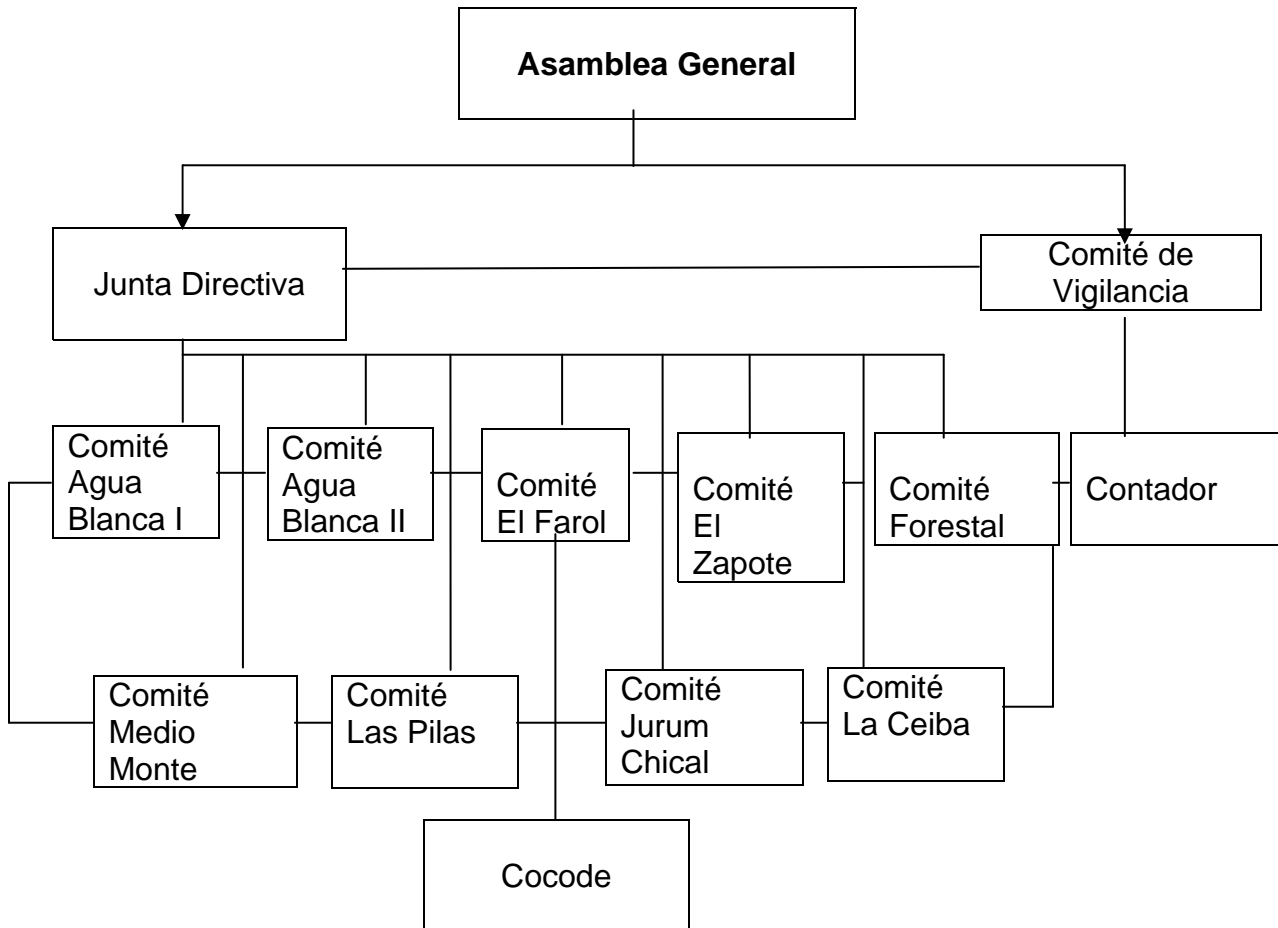 Asamblea General
Junta Directiva
Comité de
Vigilancia
Comité
Agua
Blanca I
Comité
Agua
Blanca II
Comité
El Farol
Comité
El
Zapote
Comité
Forestal
Contador
Comité
Medio
Monte
Comité
Las Pilas
Comité
Jurum
Chical
Comité
La Ceiba
Cocode